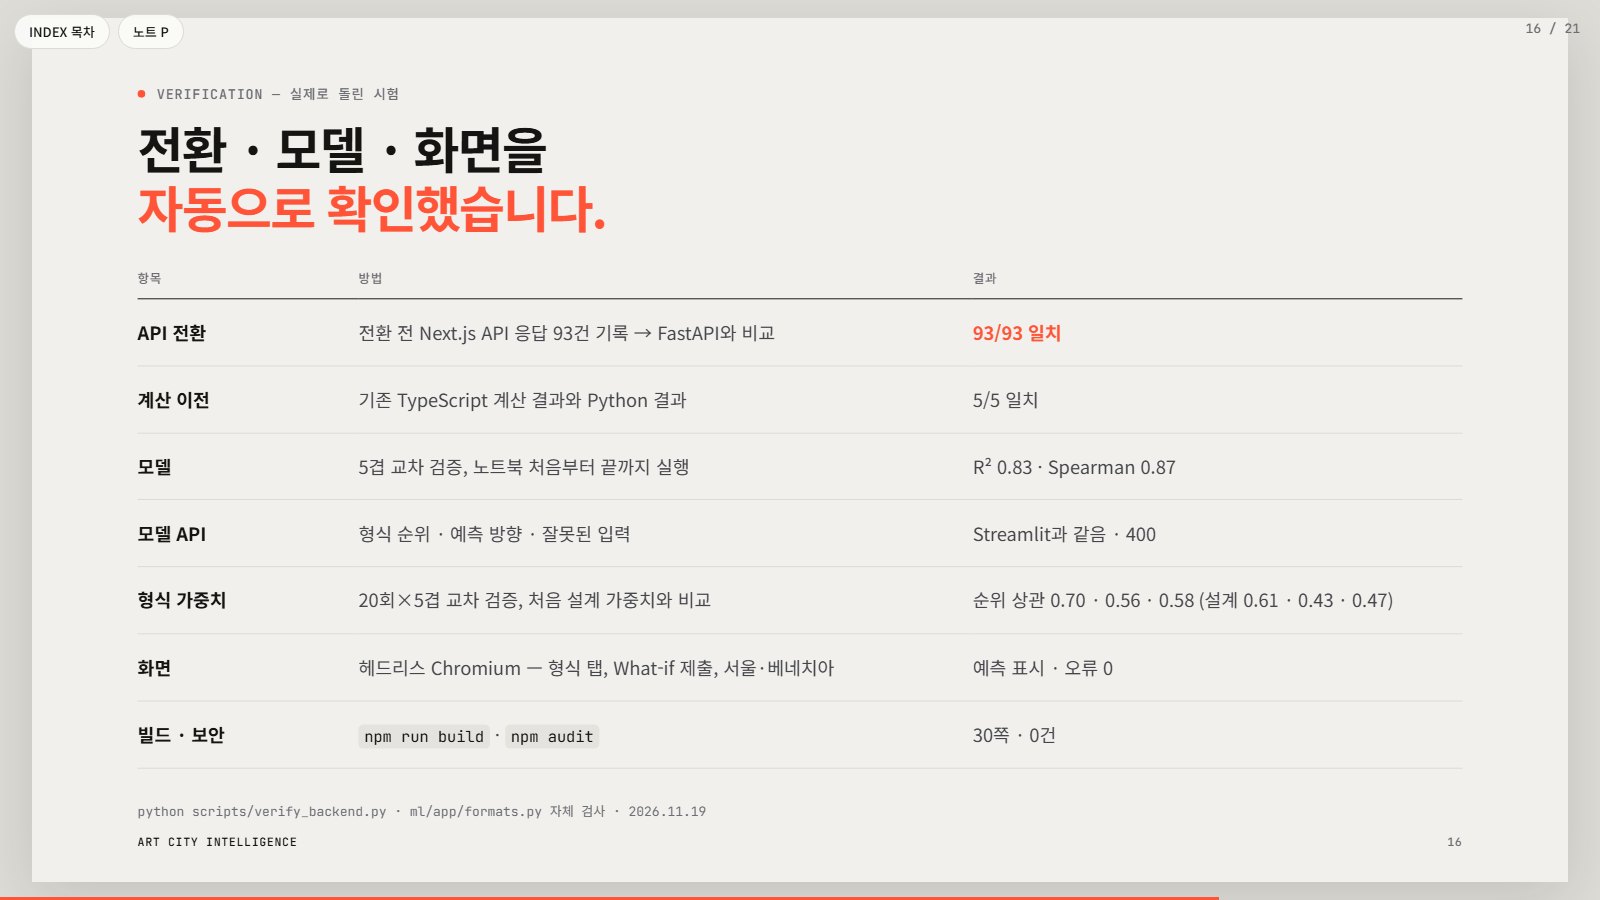 INDEX 목차
노트 P
16 / 21
VERIFICATION — 실제로 돌린 시험
전환 · 모델 · 화면을
자동으로 확인했습니다.
항목 방법 결과
API 전환 전환 전 Next.js API 응답 93건 기록 → FastAPI와 비교 93/93 일치
계산 이전 기존 TypeScript 계산 결과와 Python 결과 5/5 일치
모델 5겹 교차 검증, 노트북 처음부터 끝까지 실행 R² 0.83 · Spearman 0.87
모델 API 형식 순위 · 예측 방향 · 잘못된 입력 Streamlit과 같음 · 400
형식 가중치 20회×5겹 교차 검증, 처음 설계 가중치와 비교 순위 상관 0.70 · 0.56 · 0.58 (설계 0.61 · 0.43 · 0.47)
화면 헤드리스 Chromium — 형식 탭, What-if 제출, 서울·베네치아 예측 표시 · 오류 0
빌드 · 보안 npm run build · npm audit 30쪽 · 0건
python scripts/verify_backend.py · ml/app/formats.py 자체 검사 · 2026.11.19
ART CITY INTELLIGENCE
16